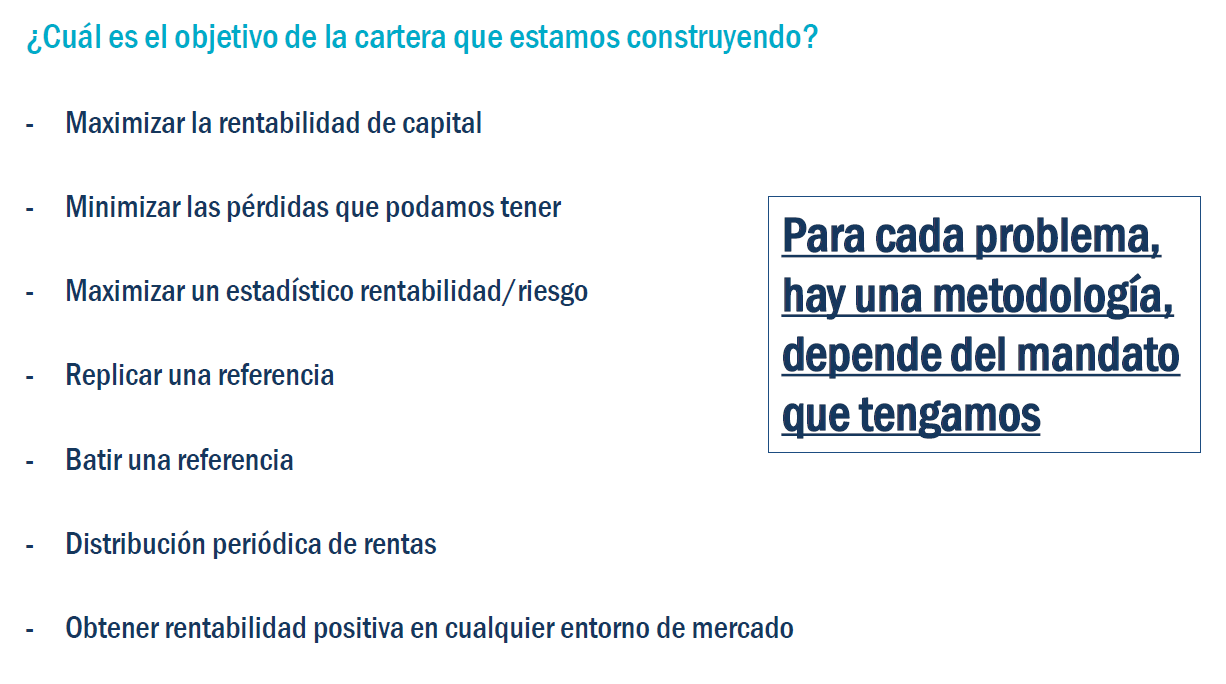 ¿Cuál es el objetivo de la cartera que estamos construyendo?
- Maximizar la rentabilidad de capital
- Minimizar las pérdidas que podamos tener
- Maximizar un estadístico rentabilidad/riesgo
- Replicar una referencia
- Batir una referencia
- Distribución periódica de rentas
- Obtener rentabilidad positiva en cualquier entorno de mercado
Para cada problema,
hay una metodología,
depende del mandato
que tengamos